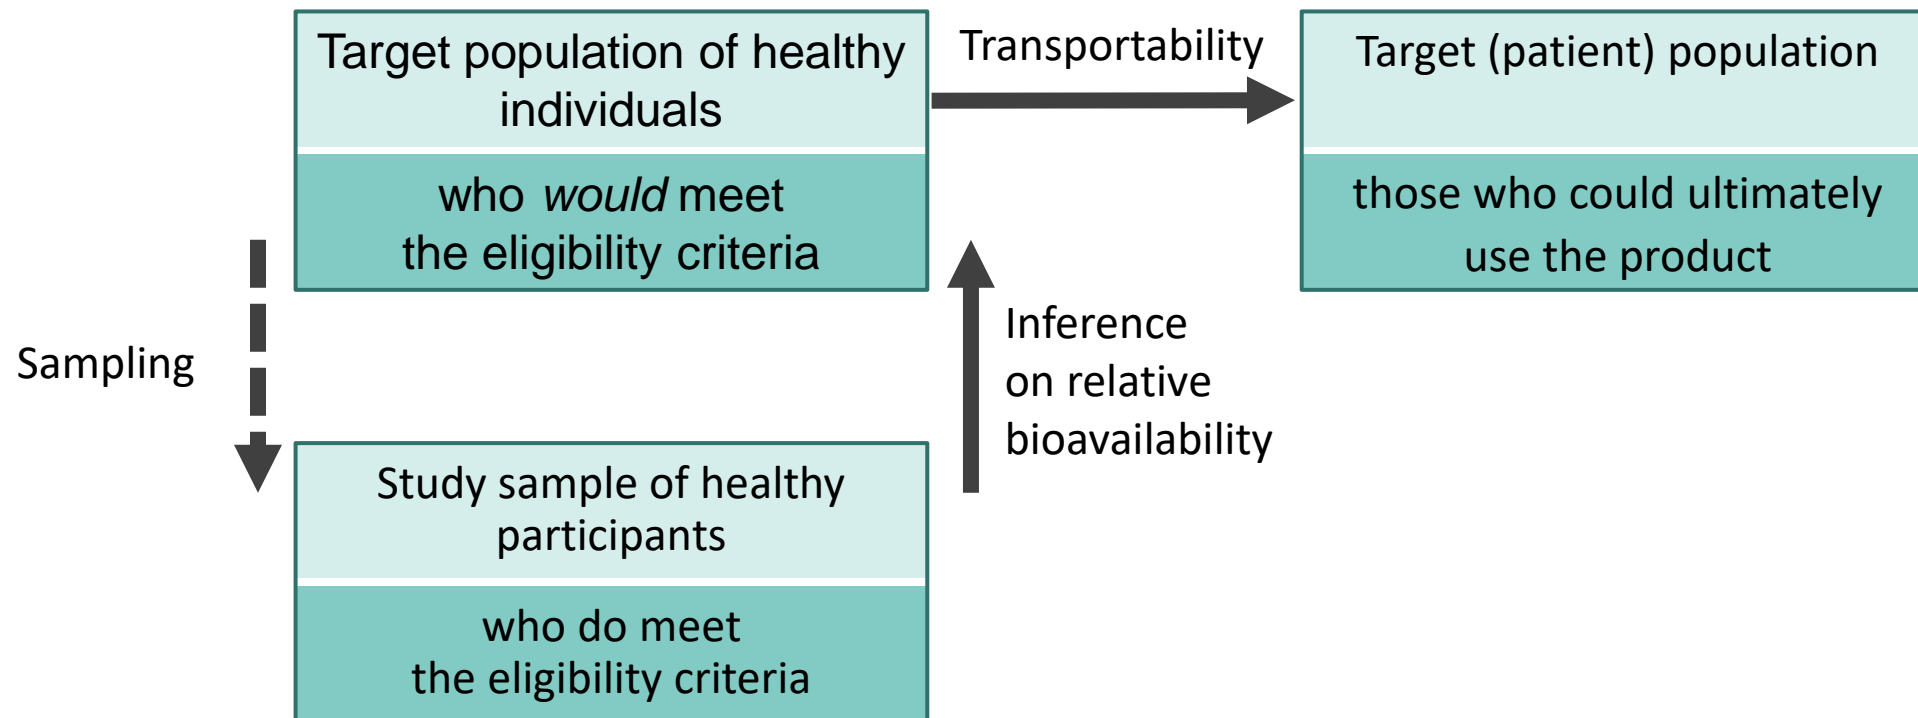 Target population of healthy
individuals
who would meet
the eligibility criteria
Transportability
Target (patient) population
those who could ultimately
use the product
Sampling
Inference
on relative
bioavailability
Study sample of healthy
participants
who do meet
the eligibility criteria